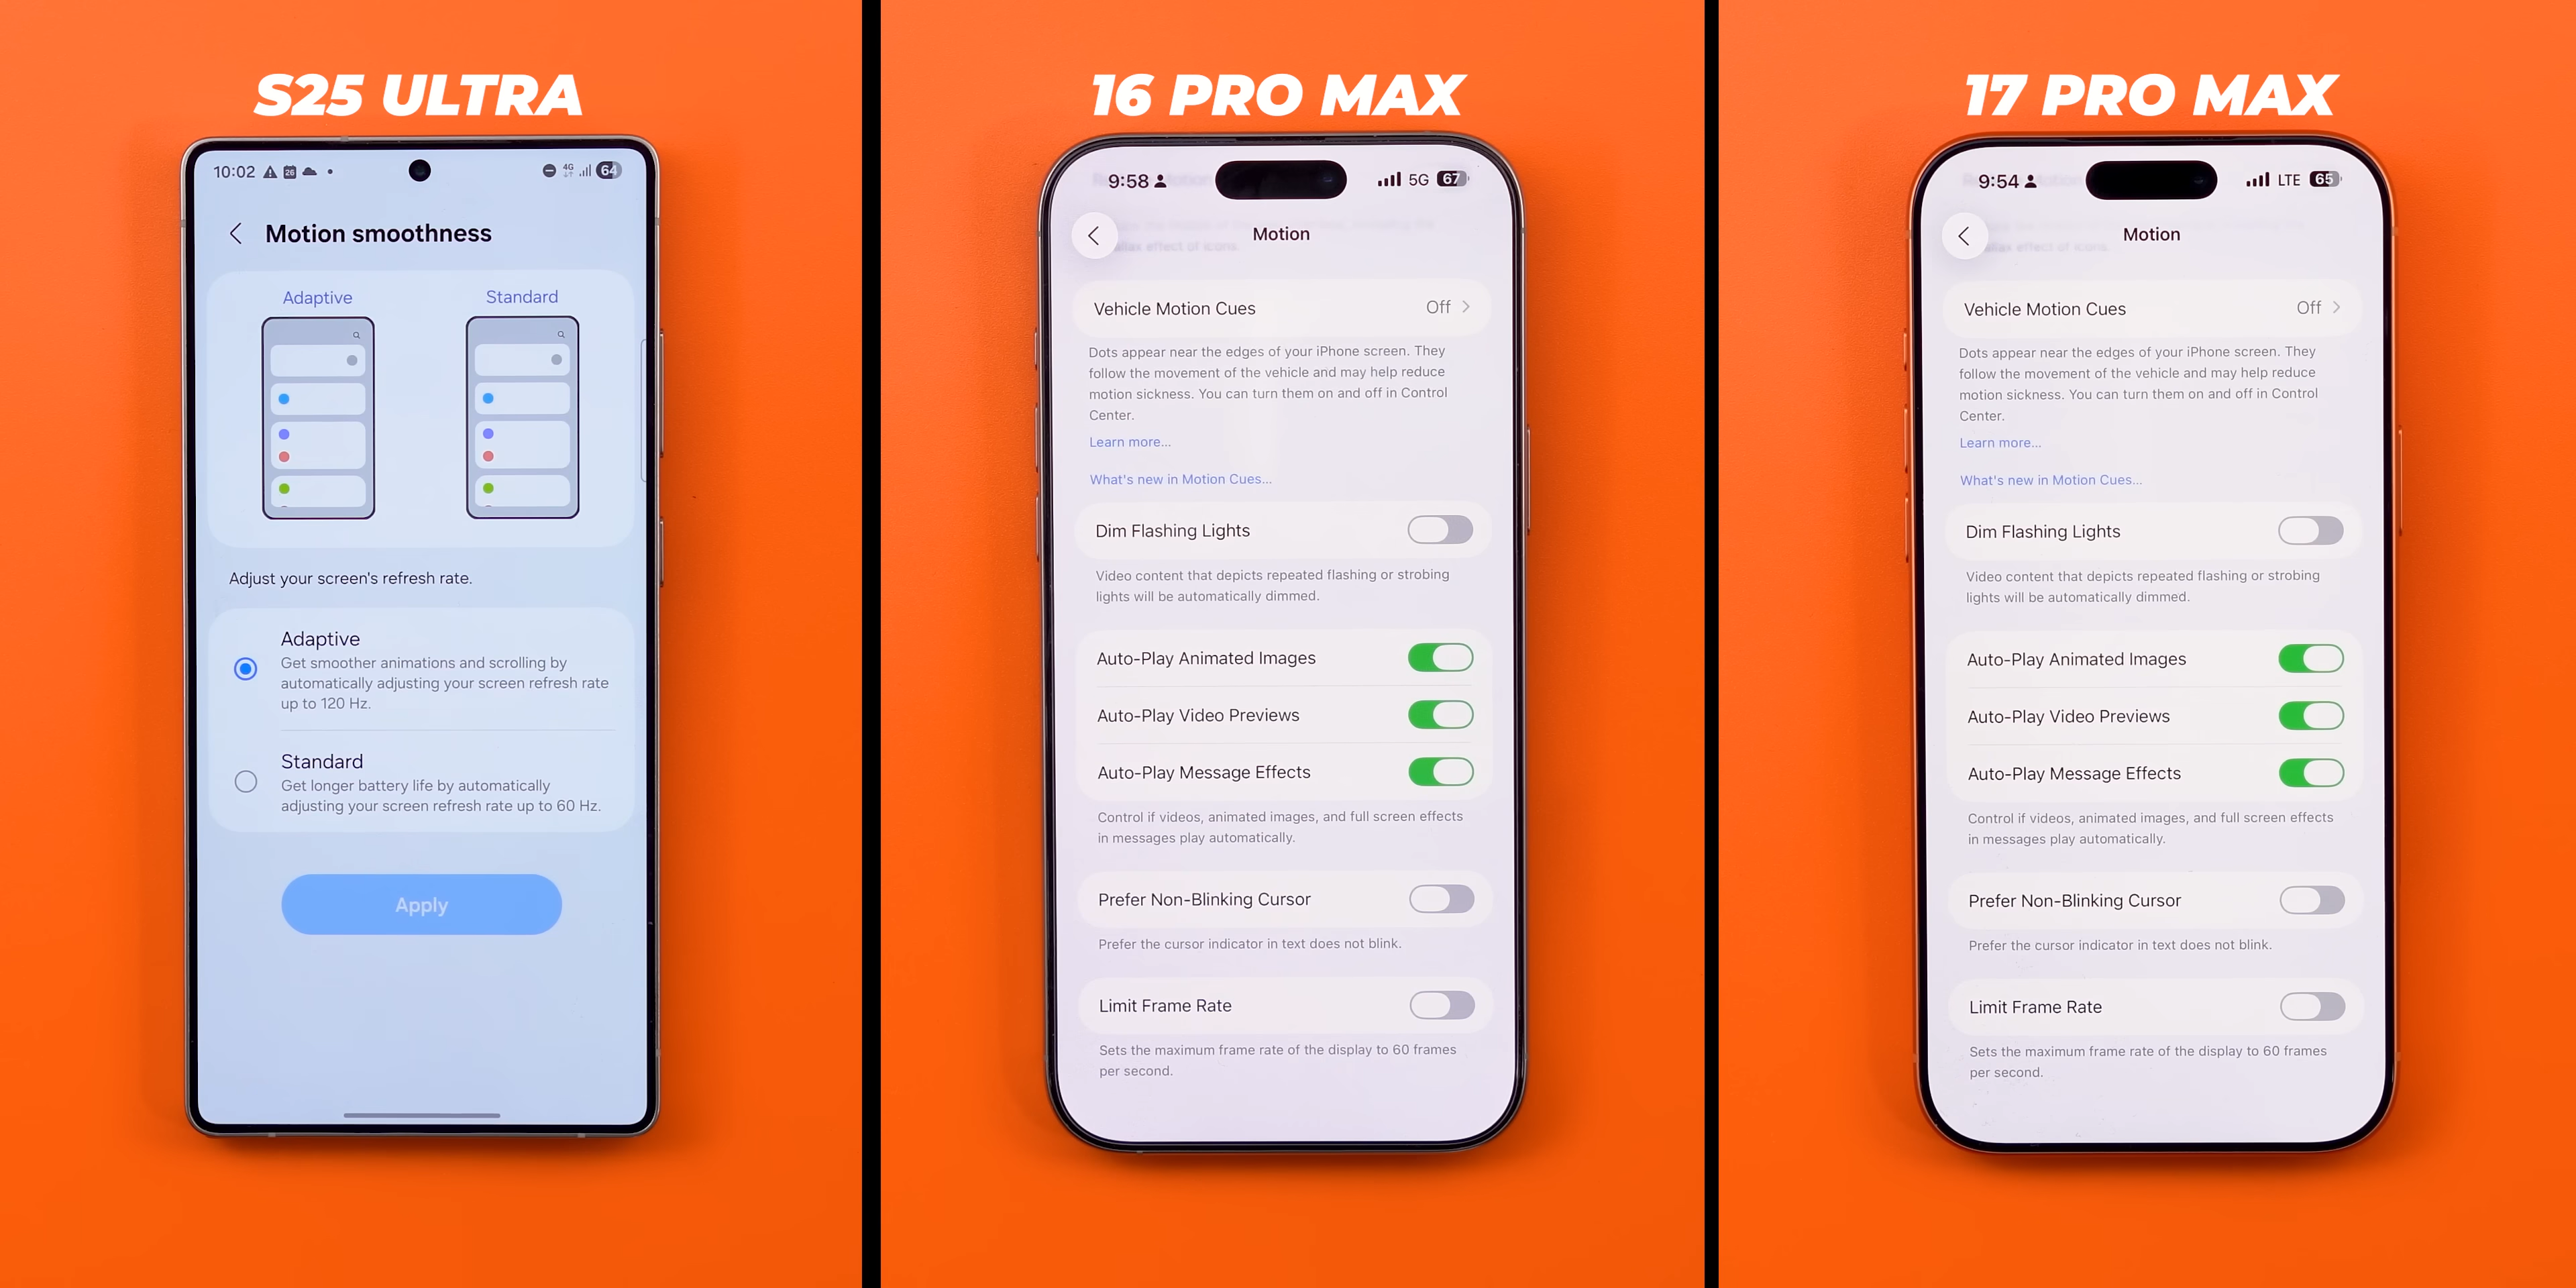 S25 ULTRA
10:02
26
4G
64
Motion smoothness
Adaptive
Standard
Adjust your screen's refresh rate.
Adaptive
Get smoother animations and scrolling by
automatically adjusting your screen refresh rate
up to 120 Hz.
Standard
Get longer battery life by automatically
adjusting your screen refresh rate up to 60 Hz.
Apply
16 PRO MAX
9:58
5G
67
Motion
allax effect of icons.
Vehicle Motion Cues
Off
Dots appear near the edges of your iPhone screen. They
follow the movement of the vehicle and may help reduce
motion sickness. You can turn them on and off in Control
Center.
Learn more...
What's new in Motion Cues...
Dim Flashing Lights
Video content that depicts repeated flashing or strobing
lights will be automatically dimmed.
Auto-Play Animated Images
Auto-Play Video Previews
Auto-Play Message Effects
Control if videos, animated images, and full screen effects
in messages play automatically.
Prefer Non-Blinking Cursor
Prefer the cursor indicator in text does not blink.
Limit Frame Rate
Sets the maximum frame rate of the display to 60 frames
per second.
17 PRO MAX
9:54
LTE
65
Motion
allax effect of icons.
Vehicle Motion Cues
Off
Dots appear near the edges of your iPhone screen. They
follow the movement of the vehicle and may help reduce
motion sickness. You can turn them on and off in Control
Center.
Learn more...
What's new in Motion Cues...
Dim Flashing Lights
Video content that depicts repeated flashing or strobing
lights will be automatically dimmed.
Auto-Play Animated Images
Auto-Play Video Previews
Auto-Play Message Effects
Control if videos, animated images, and full screen effects
in messages play automatically.
Prefer Non-Blinking Cursor
Prefer the cursor indicator in text does not blink.
Limit Frame Rate
Sets the maximum frame rate of the display to 60 frames
per second.